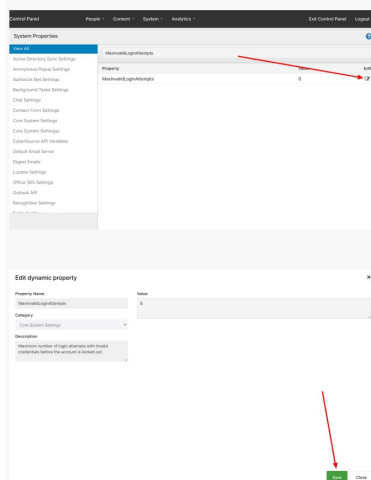 Control Panel People Content System Analytics Exit Control Panel Logout
System Properties
View All
Active Directory Sync Settings
Anonymous Popup Settings
Authorize Net Settings
Background Tasks Settings
Chat Settings
Contact Form Settings
Core System Settings
Core System Settingss
CyberSource API Variables
Default Email Server
Digest Emails
Lucene Settings
Office 365 Settings
Outlook API
Recognition Settings
MaxInvalidLoginAttempts
Property Value Edit
MaxInvalidLoginAttempts 0
Edit dynamic property
Property Name Value
MaxInvalidLoginAttempts 5
Category
Core System Settings
Description
Maximum number of login attempts with invalid
credentials before the account is locked out.
Save Close